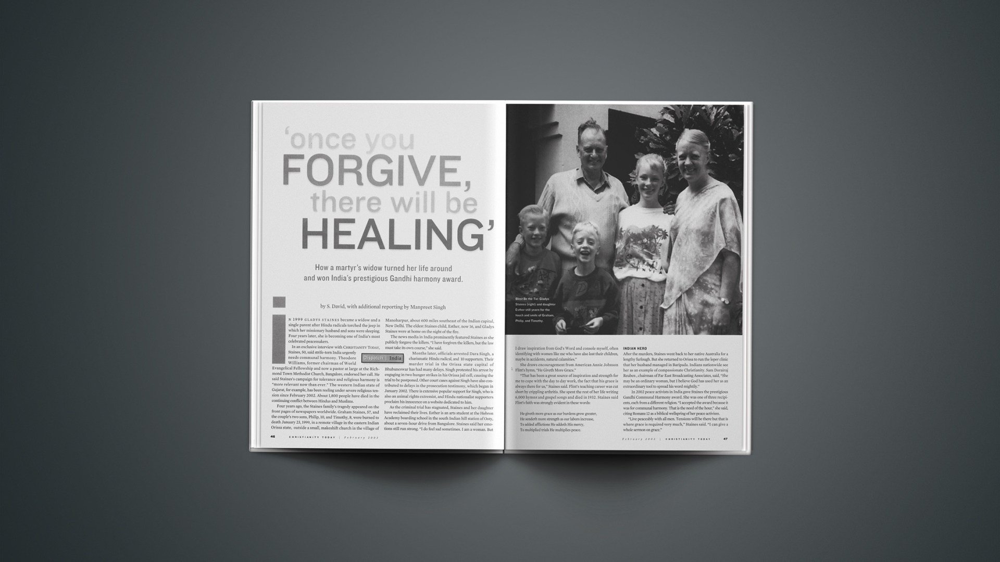 ‘once you
FORGIVE,
there will be
HEALING’
How a martyr’s widow turned her life around
and won India’s prestigious Gandhi harmony award.
by S. David, with additional reporting by Manpreet Singh
iN 1999 GLADYS STAINES became a widow and a
single parent after Hindu radicals torched the jeep in
which her missionary husband and sons were sleeping.
Four years later, she is becoming one of India’s most
celebrated peacemakers.
In an exclusive interview with CHRISTIANITY TODAY,
Staines, 50, said strife-torn India urgently
needs communal harmony. Theodore
Williams, former chairman of World
Evangelical Fellowship and now a pastor at large at the Rich-
mond Town Methodist Church, Bangalore, endorsed her call. He
said Staines’s campaign for tolerance and religious harmony is
“more relevant now than ever.” The western Indian state of
Gujarat, for example, has been reeling under severe religious ten-
sion since February 2002. About 1,800 people have died in the
continuing conflict between Hindus and Muslims.
Four years ago, the Staines family’s tragedy appeared on the
front pages of newspapers worldwide. Graham Staines, 57, and
the couple’s two sons, Philip, 10, and Timothy, 8, were burned to
death January 23, 1999, in a remote village in the eastern Indian
Orissa state, outside a small, makeshift church in the village of
Dispatch | India
Manoharpur, about 600 miles southeast of the Indian capital,
New Delhi. The eldest Staines child, Esther, now 16, and Gladys
Staines were at home on the night of the fire.
The news media in India prominently featured Staines as she
publicly forgave the killers. “I have forgiven the killers, but the law
must take its own course,” she said.
Months later, officials arrested Dara Singh, a
charismatic Hindu radical, and 10 supporters. Their
murder trial in the Orissa state capital of
Bhubaneswar has had many delays. Singh protested his arrest by
engaging in two hunger strikes in his Orissa jail cell, causing the
trial to be postponed. Other court cases against Singh have also con-
tributed to delays in the prosecution testimony, which began in
January 2002. There is extensive popular support for Singh, who is
also an animal rights extremist, and Hindu nationalist supporters
proclaim his innocence on a website dedicated to him.
As the criminal trial has stagnated, Staines and her daughter
have reclaimed their lives. Esther is an arts student at the Hebron
Academy boarding school in the south Indian hill station of Ooty,
about a seven-hour drive from Bangalore. Staines said her emo-
tions still run strong. “I do feel sad sometimes. I am a woman. But
46 CHRISTIANITY TODAY | February 2003
Blest Be the Tie: Gladys
Staines (right) and daughter
Esther still yearn for the
touch and smile of Graham,
Philip, and Timothy.
I draw inspiration from God’s Word and console myself, often
identifying with women like me who have also lost their children,
maybe in accidents, natural calamities.”
She draws encouragement from American Annie Johnson
Flint’s hymn, “He Giveth More Grace.”
“That has been a great source of inspiration and strength for
me to cope with the day to day work, the fact that his grace is
always there for us,” Staines said. Flint’s teaching career was cut
short by crippling arthritis. She spent the rest of her life writing
6,000 hymns and gospel songs and died in 1932. Staines said
Flint’s faith was strongly evident in these words:
He giveth more grace as our burdens grow greater,
He sendeth more strength as our labors increase,
To added afflictions He addeth His mercy,
To multiplied trials He multiplies peace.
INDIAN HERO
After the murders, Staines went back to her native Australia for a
lengthy furlough. But she returned to Orissa to run the leper clinic
that her husband managed in Baripada. Indians nationwide see
her as an example of compassionate Christianity. Sam Dorairaj
Reuben, chairman of Far East Broadcasting Associates, said, “She
may be an ordinary woman, but I believe God has used her as an
extraordinary tool to spread his word mightily.”
In 2002 peace activists in India gave Staines the prestigious
Gandhi Communal Harmony award. She was one of three recipi-
ents, each from a different religion. “I accepted the award because it
was for communal harmony. That is the need of the hour,” she said,
citing Romans 12 as a biblical wellspring of her peace activism.
“Live peaceably with all men. Tensions will be there but that is
where grace is required very much,” Staines said. “I can give a
whole sermon on grace.”
February 2003 | CHRISTIANITY TODAY 47